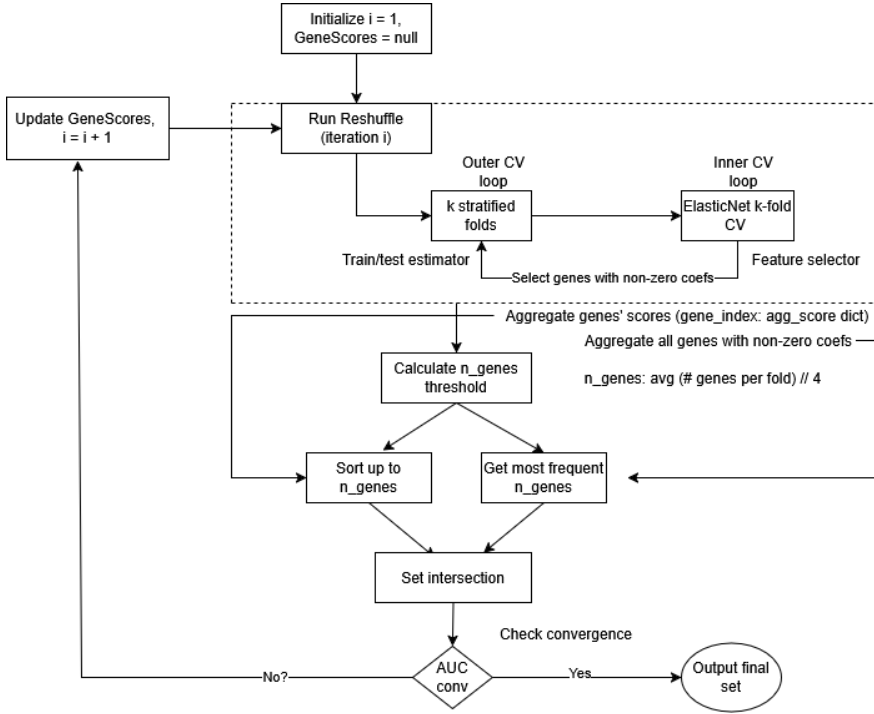 Initialize i = 1,
GeneScores = null
Update GeneScores,
i = i + 1
Run Reshuffle
(iteration i)
Outer CV
loop
Inner CV
loop
k stratified
folds
ElasticNet k-fold
CV
Train/test estimator
Select genes with non-zero coefs
Feature selector
Aggregate genes' scores (gene_index: agg_score dict)
Aggregate all genes with non-zero coefs
Calculate n_genes
threshold
n_genes: avg (# genes per fold) // 4
Sort up to
n_genes
Get most frequent
n_genes
Set intersection
Check convergence
AUC
conv
No?
Yes
Output final
set